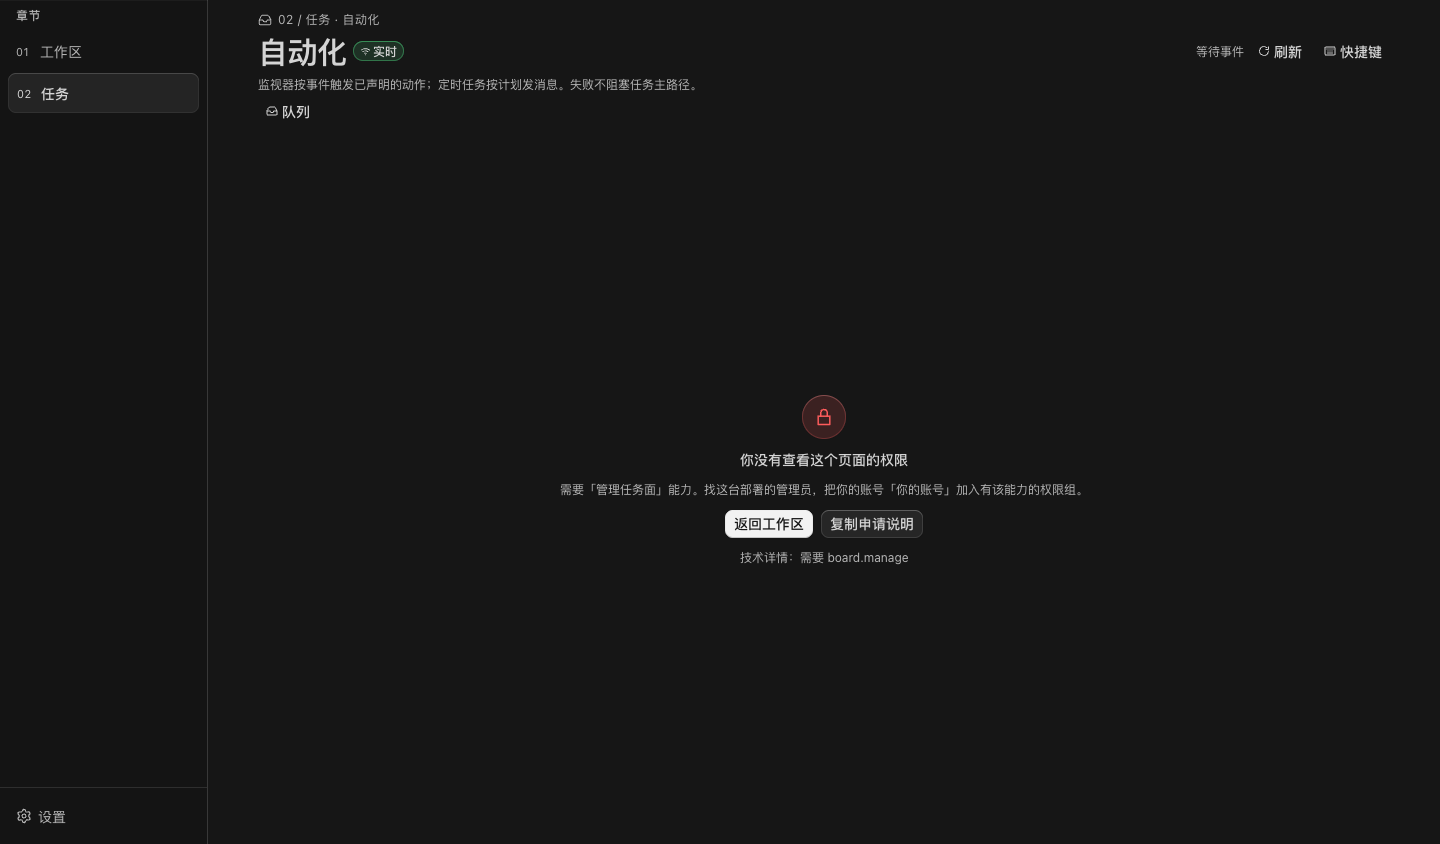 章节
01 工作区
02 任务
设置
02 / 任务 · 自动化
自动化 实时
等待事件 刷新 快捷键
监视器按事件触发已声明的动作；定时任务按计划发消息。失败不阻塞任务主路径。
队列
你没有查看这个页面的权限
需要「管理任务面」能力。找这台部署的管理员，把你的账号「你的账号」加入有该能力的权限组。
返回工作区 复制申请说明
技术详情：需要 board.manage